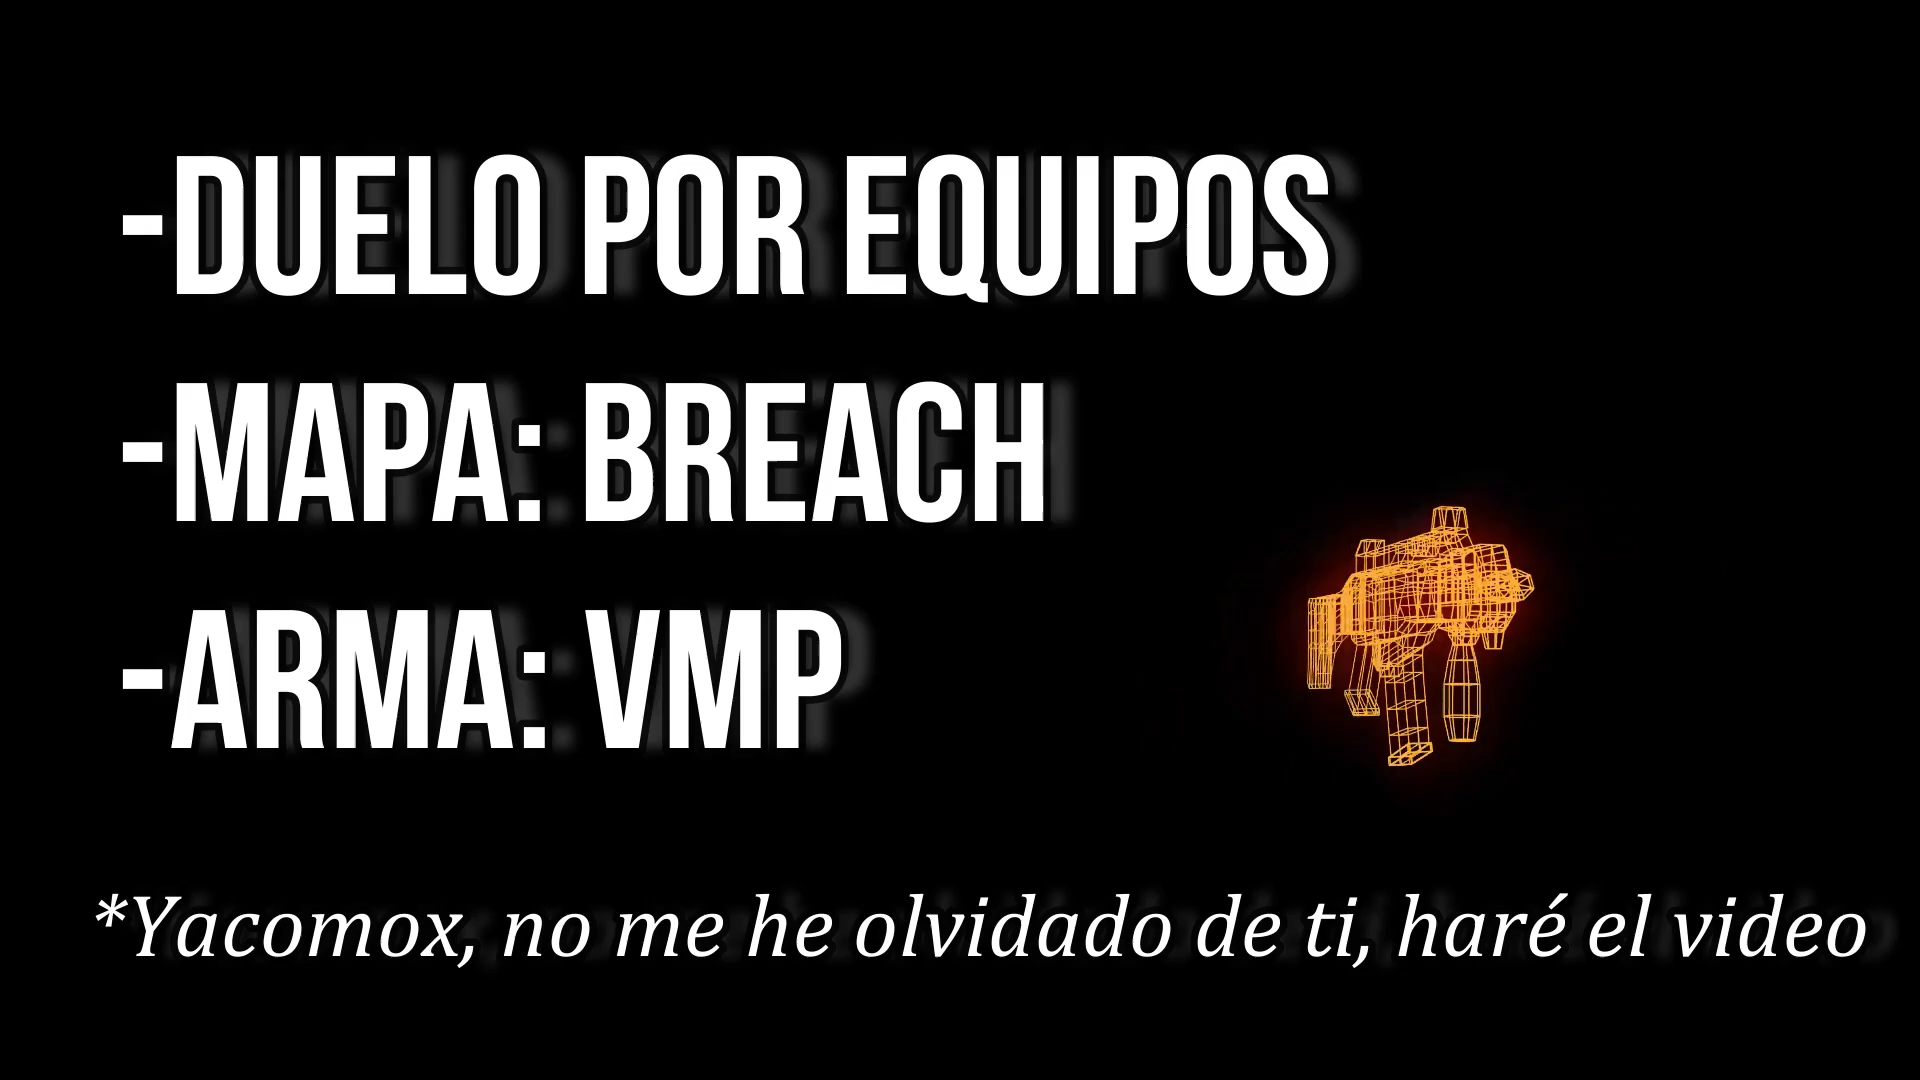 -DUELO POR EQUIPOS
-MAPA: BREACH
-ARMA: VMP
*Yacomox, no me he olvidado de ti, haré el video